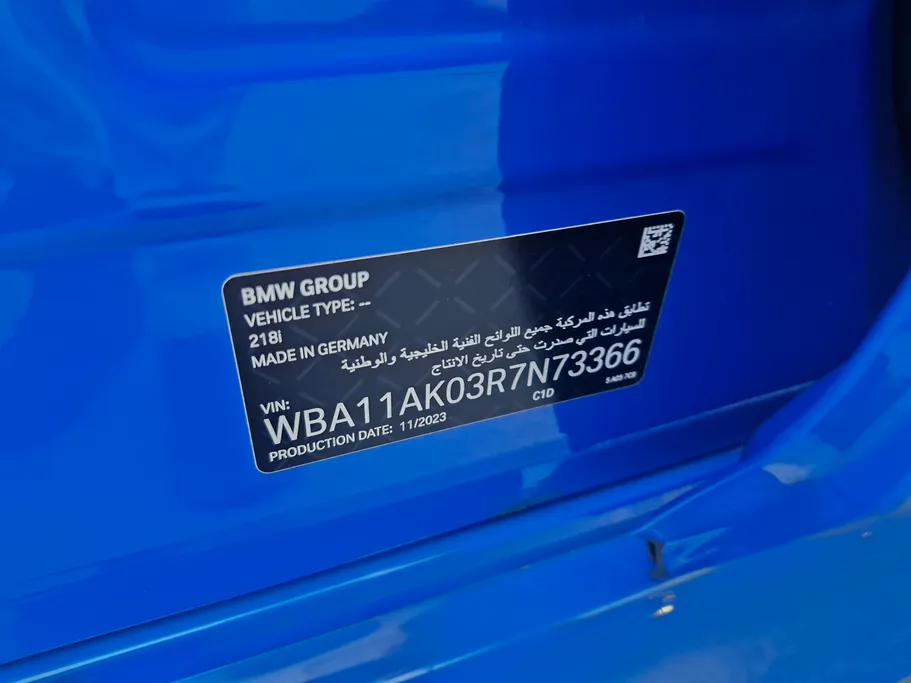 BMW GROUP
VEHICLE TYPE: --
218i
MADE IN GERMANY
تطابق هذه المركبة جميع اللوائح الفنية الخليجية والوطنية
للسيارات التي صدرت حتى تاريخ الانتاج
VIN:
WBA11AK03R7N73366
PRODUCTION DATE: 11/2023
C1D